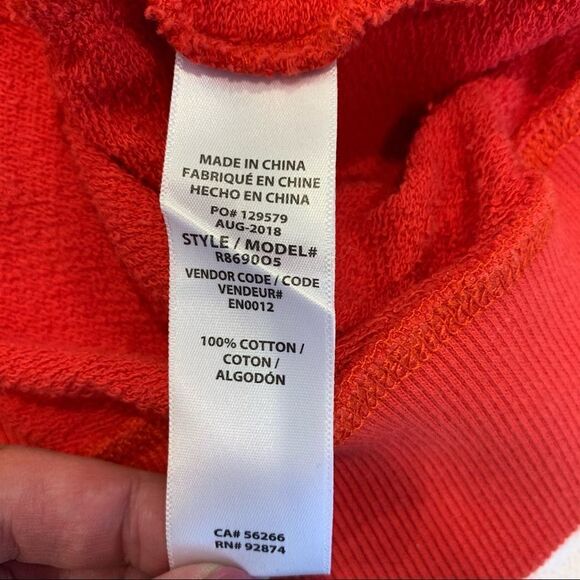 MADE IN CHINA
FABRIQUÉ EN CHINE
HECHO EN CHINA
PO# 129579
AUG-2018
STYLE / MODEL#
R869005
VENDOR CODE / CODE
VENDEUR#
EN0012
100% COTTON /
COTON /
ALGODÓN
CA# 56266
RN# 92874